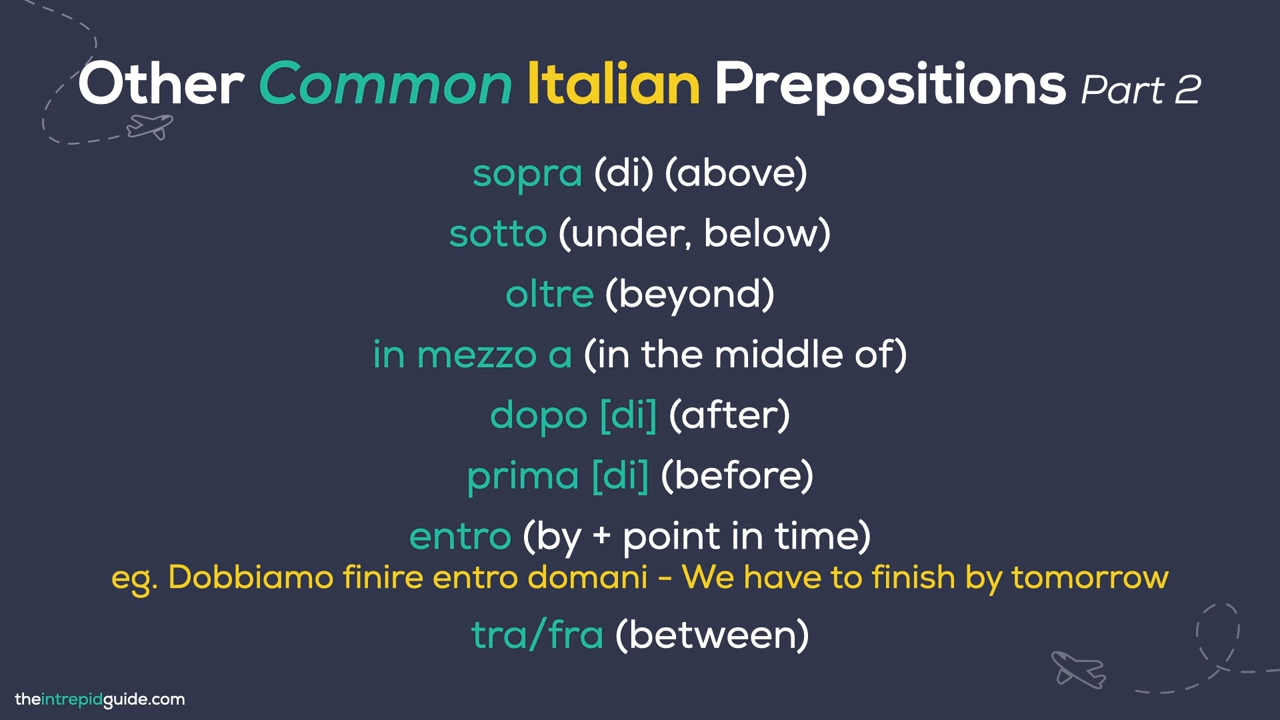 Other Common Italian Prepositions Part 2
sopra (di) (above)
sotto (under, below)
oltre (beyond)
in mezzo a (in the middle of)
dopo [di] (after)
prima [di] (before)
entro (by + point in time)
eg. Dobbiamo finire entro domani - We have to finish by tomorrow
tra/fra (between)
theintrepidguide.com